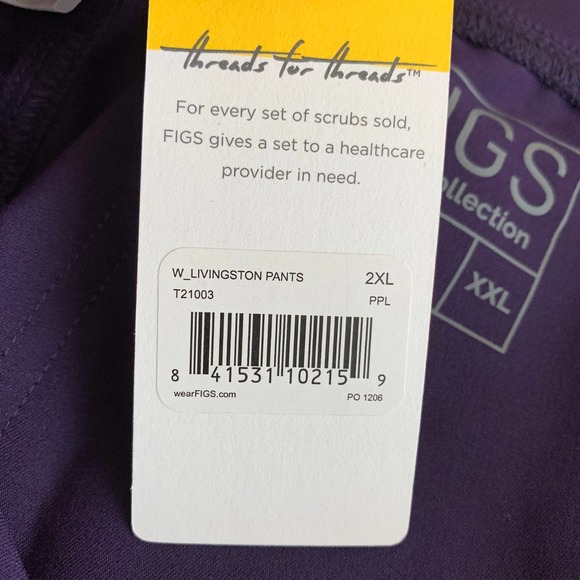 threads for threads™
For every set of scrubs sold,
FIGS gives a set to a healthcare
provider in need.
W_LIVINGSTON PANTS 2XL
T21003 PPL
8 41531 10215 9
wearFIGS.com PO 1206
IGS
ollection
XXL